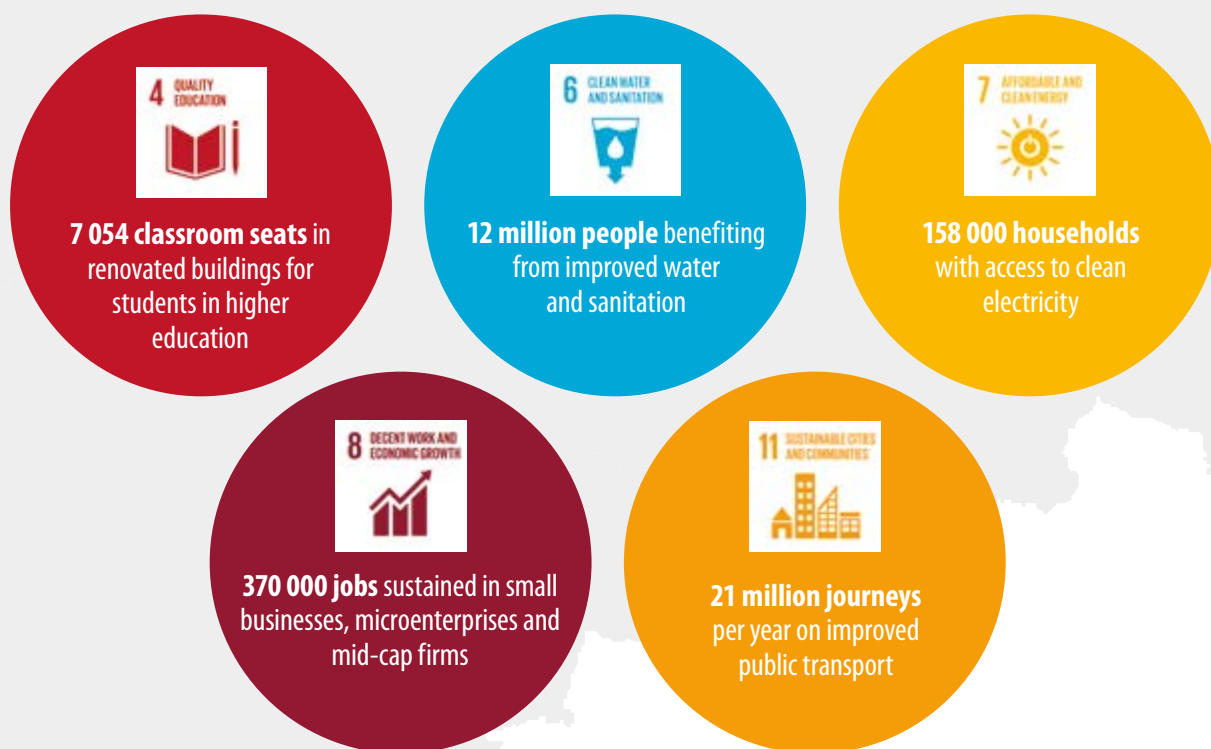 4 QUALITY
EDUCATION
7 054 classroom seats in
renovated buildings for
students in higher
education
6 CLEAN WATER
AND SANITATION
12 million people benefiting
from improved water
and sanitation
7 AFFORDABLE AND
CLEAN ENERGY
158 000 households
with access to clean
electricity
8 DECENT WORK AND
ECONOMIC GROWTH
370 000 jobs sustained in small
businesses, microenterprises and
mid-cap firms
11 SUSTAINABLE CITIES
AND COMMUNITIES
21 million journeys
per year on improved
public transport